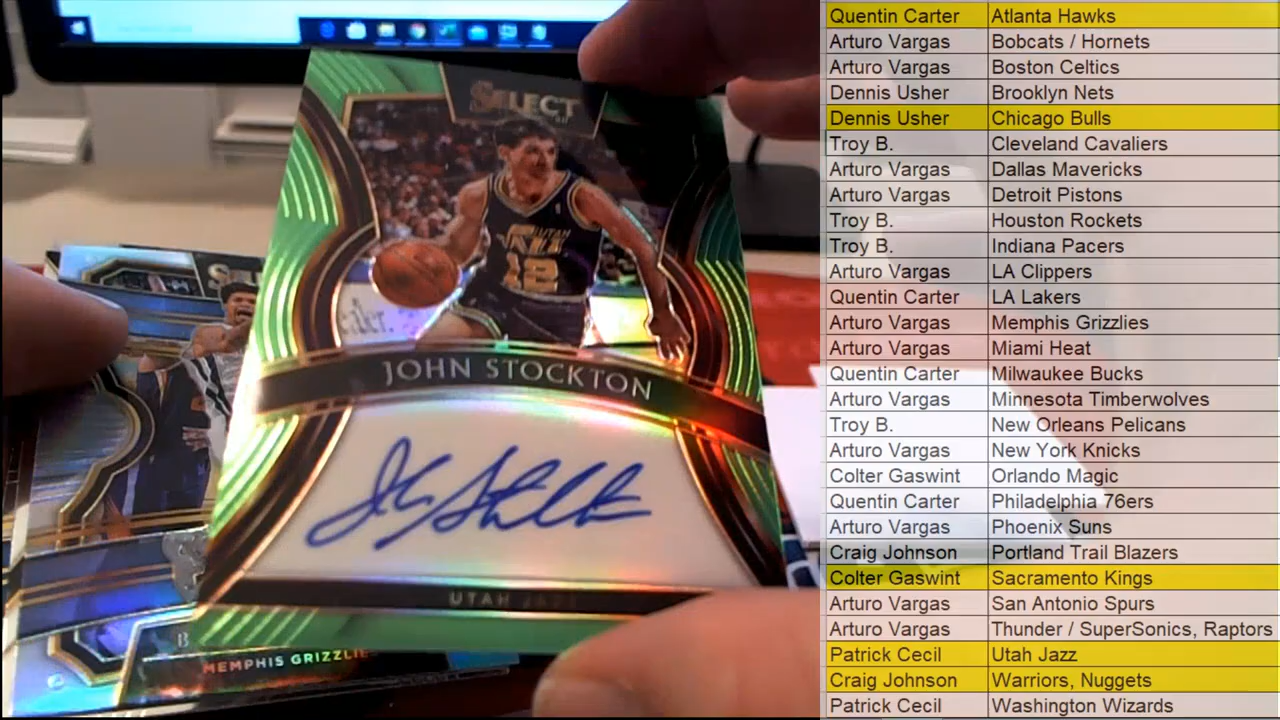 SELECT
UTAH
12
JOHN STOCKTON
UTAH JAZZ
MEMPHIS GRIZZLIE
Quentin Carter Atlanta Hawks
Arturo Vargas Bobcats / Hornets
Arturo Vargas Boston Celtics
Dennis Usher Brooklyn Nets
Dennis Usher Chicago Bulls
Troy B. Cleveland Cavaliers
Arturo Vargas Dallas Mavericks
Arturo Vargas Detroit Pistons
Troy B. Houston Rockets
Troy B. Indiana Pacers
Arturo Vargas LA Clippers
Quentin Carter LA Lakers
Arturo Vargas Memphis Grizzlies
Arturo Vargas Miami Heat
Quentin Carter Milwaukee Bucks
Arturo Vargas Minnesota Timberwolves
Troy B. New Orleans Pelicans
Arturo Vargas New York Knicks
Colter Gaswint Orlando Magic
Quentin Carter Philadelphia 76ers
Arturo Vargas Phoenix Suns
Craig Johnson Portland Trail Blazers
Colter Gaswint Sacramento Kings
Arturo Vargas San Antonio Spurs
Arturo Vargas Thunder / SuperSonics, Raptors
Patrick Cecil Utah Jazz
Craig Johnson Warriors, Nuggets
Patrick Cecil Washington Wizards